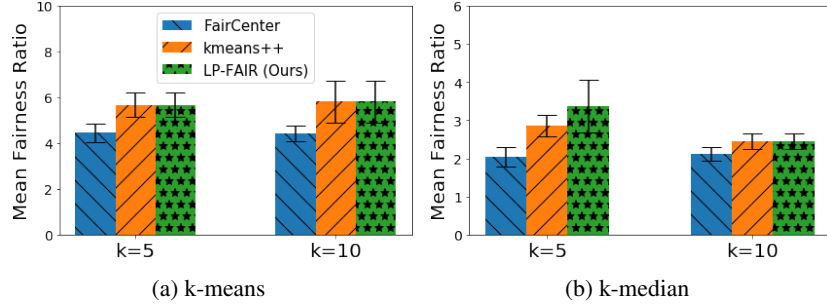 Mean Fairness Ratio
10
8
6
4
2
0
FairCenter
kmeans++
LP-FAIR (Ours)
k=5
k=10
(a) k-means
Mean Fairness Ratio
6
5
4
3
2
1
0
k=5
k=10
(b) k-median